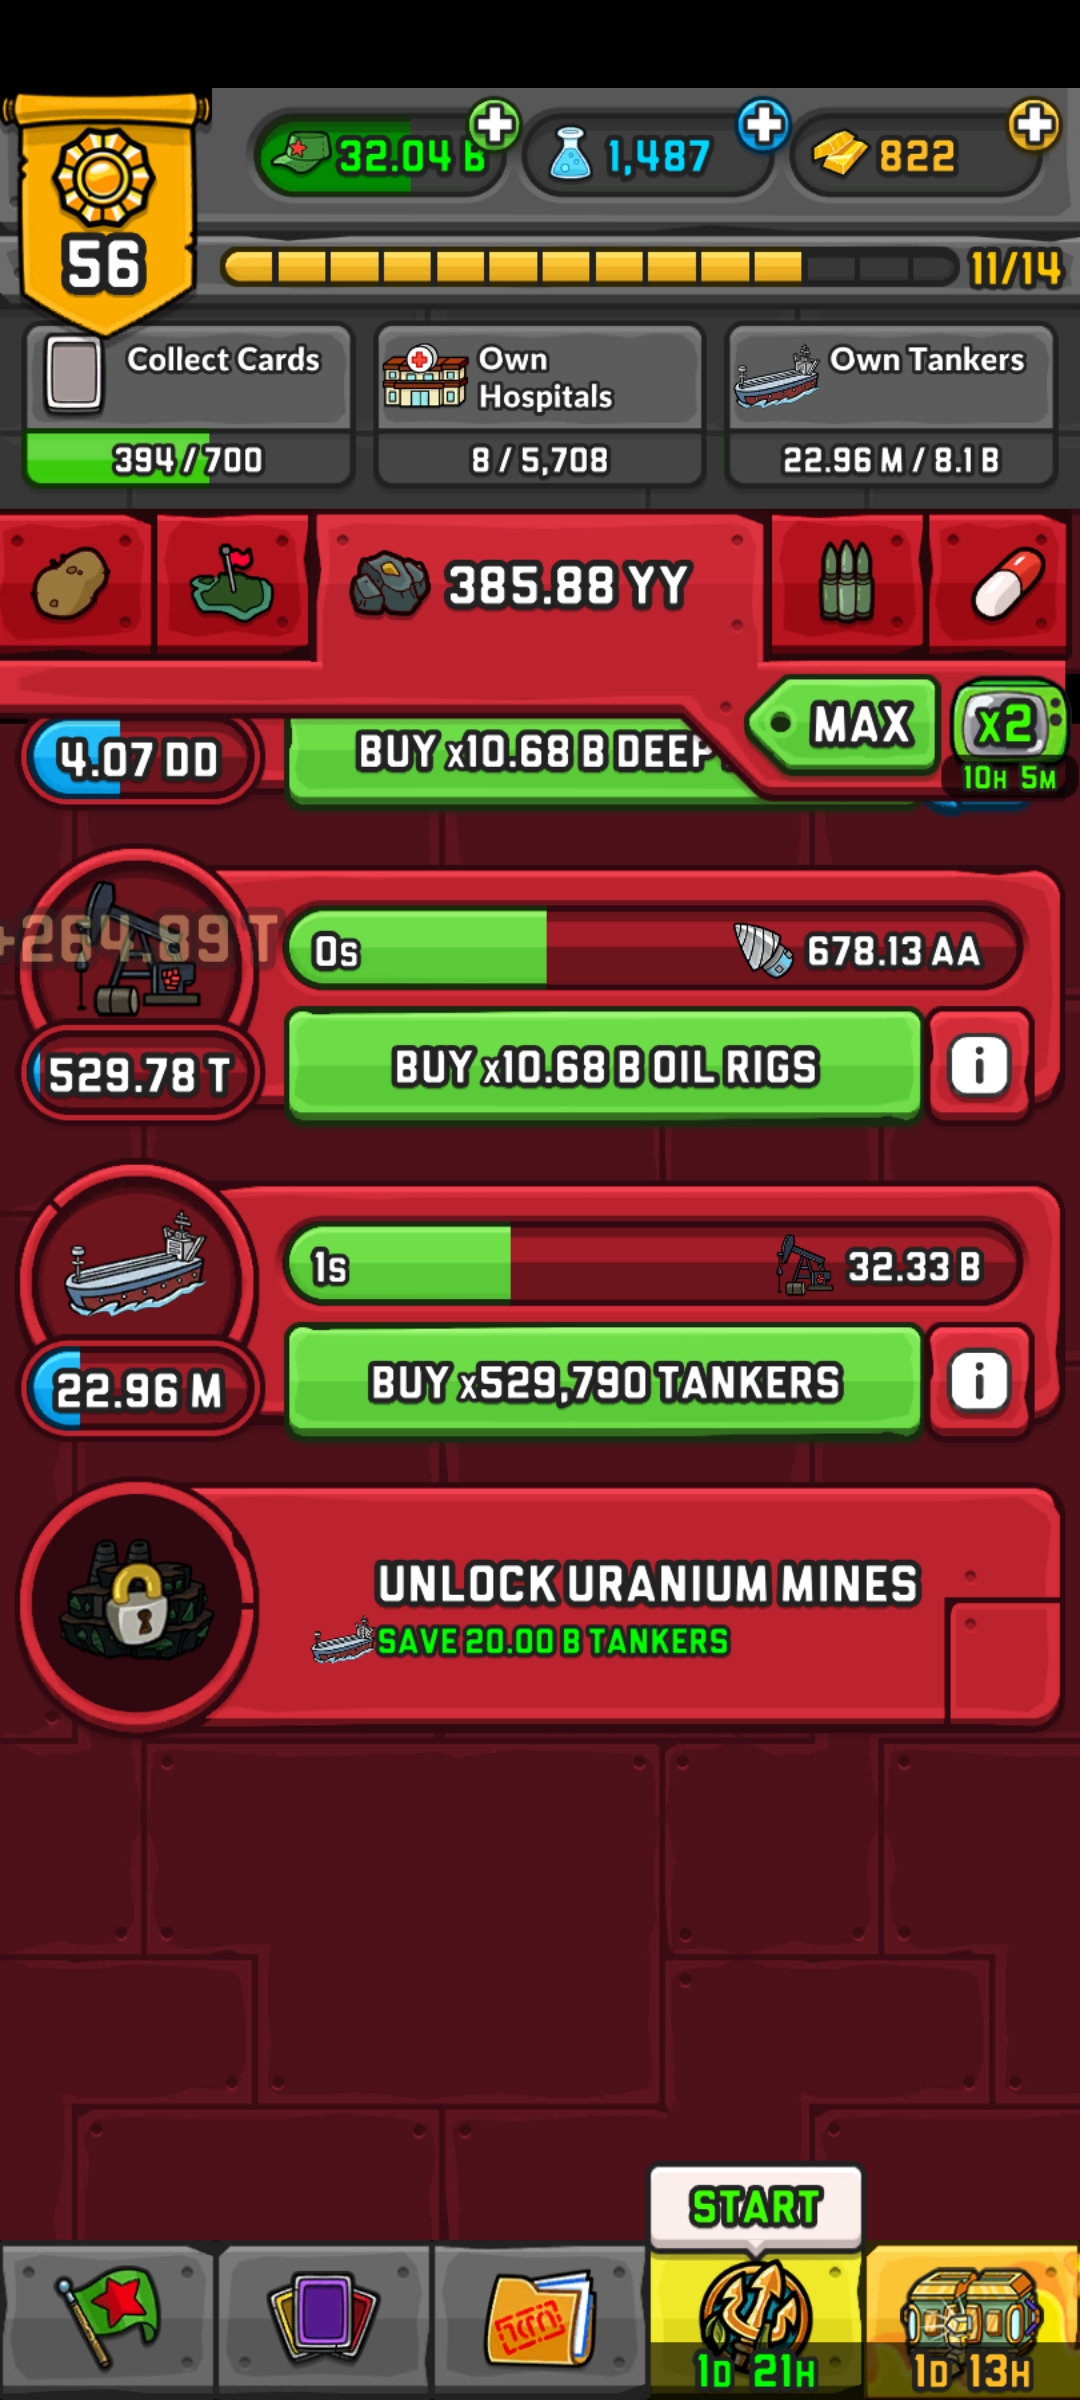 32.04 B
1,487
822
56
11/14
Collect Cards
394 / 700
Own
Hospitals
8 / 5,708
Own Tankers
22.96 M / 8.1 B
385.88 YY
MAX
x2
10H 5M
4.07 DD
BUY x10.68 B DEEP
+264.89 T
0s
678.13 AA
529.78 T
BUY x10.68 B OIL RIGS
i
1s
32.33 B
22.96 M
BUY x529,790 TANKERS
i
UNLOCK URANIUM MINES
SAVE 20.00 B TANKERS
START
1D 21H
1D 13H